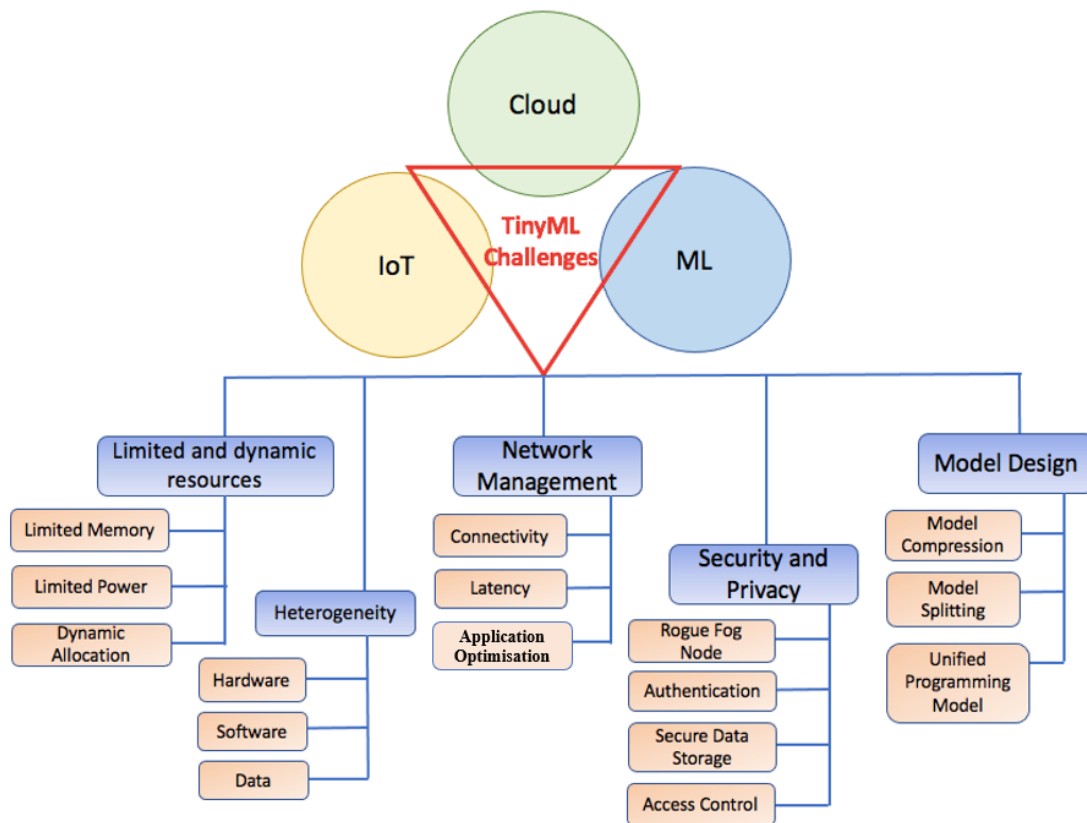 Cloud
TinyML
Challenges
IoT
ML
Limited and dynamic
resources
Limited Memory
Limited Power
Dynamic
Allocation
Heterogeneity
Hardware
Software
Data
Network
Management
Connectivity
Latency
Application
Optimisation
Security and
Privacy
Rogue Fog
Node
Authentication
Secure Data
Storage
Access Control
Model Design
Model
Compression
Model
Splitting
Unified
Programming
Model